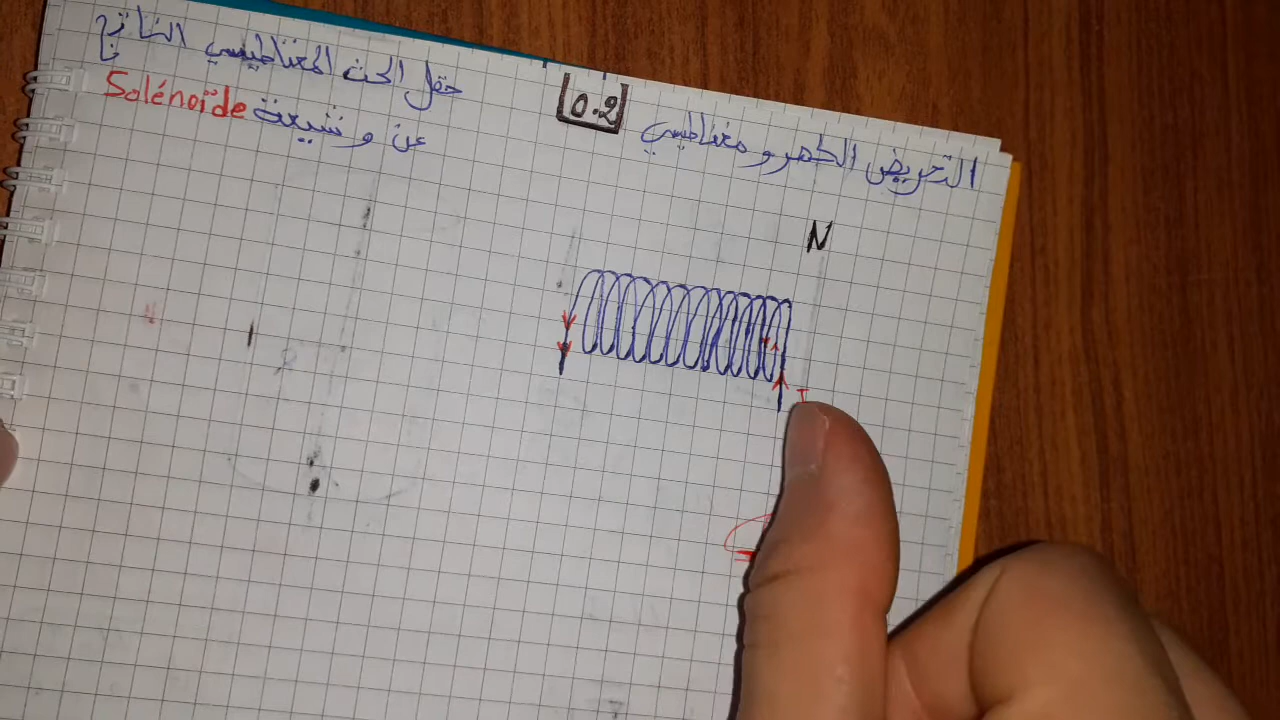 التحريض الكهرومغناطيسي
0.2
حقل الحث المغناطيسي الناتج
عن وشيعة Solénoïde
N
I